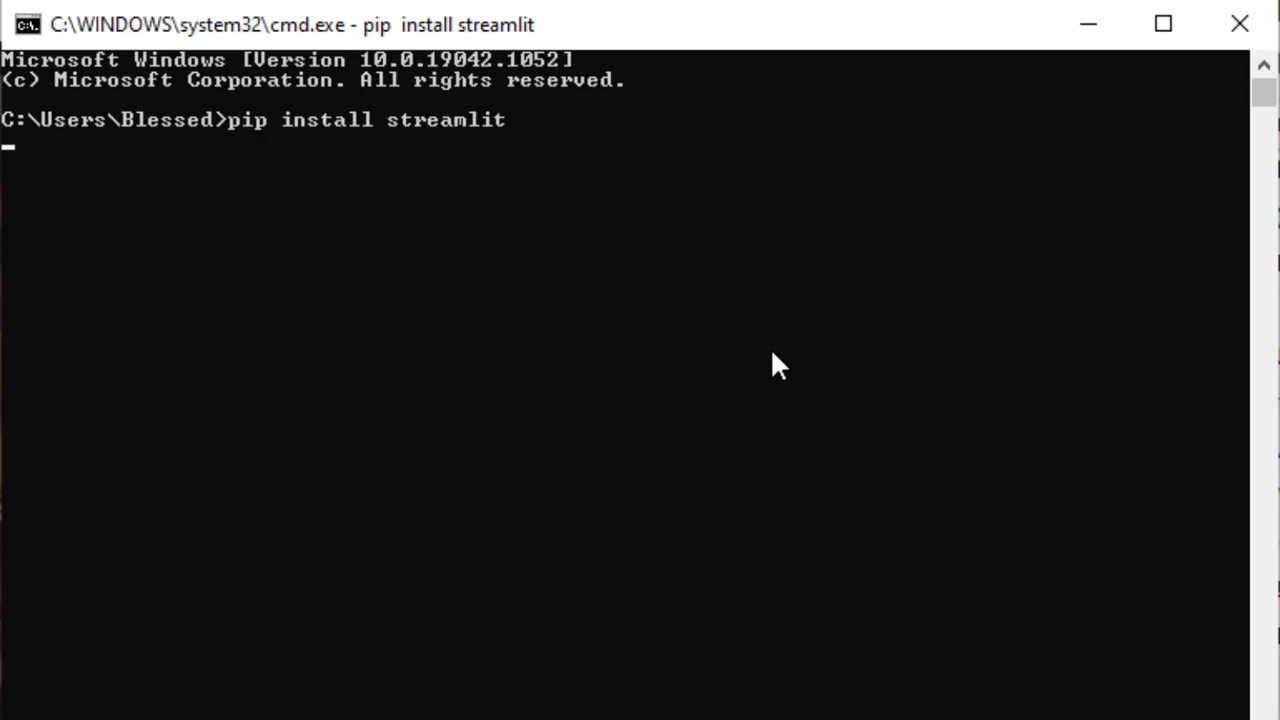 C:\WINDOWS\system32\cmd.exe - pip  install streamlit
Microsoft Windows [Version 10.0.19042.1052]
(c) Microsoft Corporation. All rights reserved.
C:\Users\Blessed>pip install streamlit